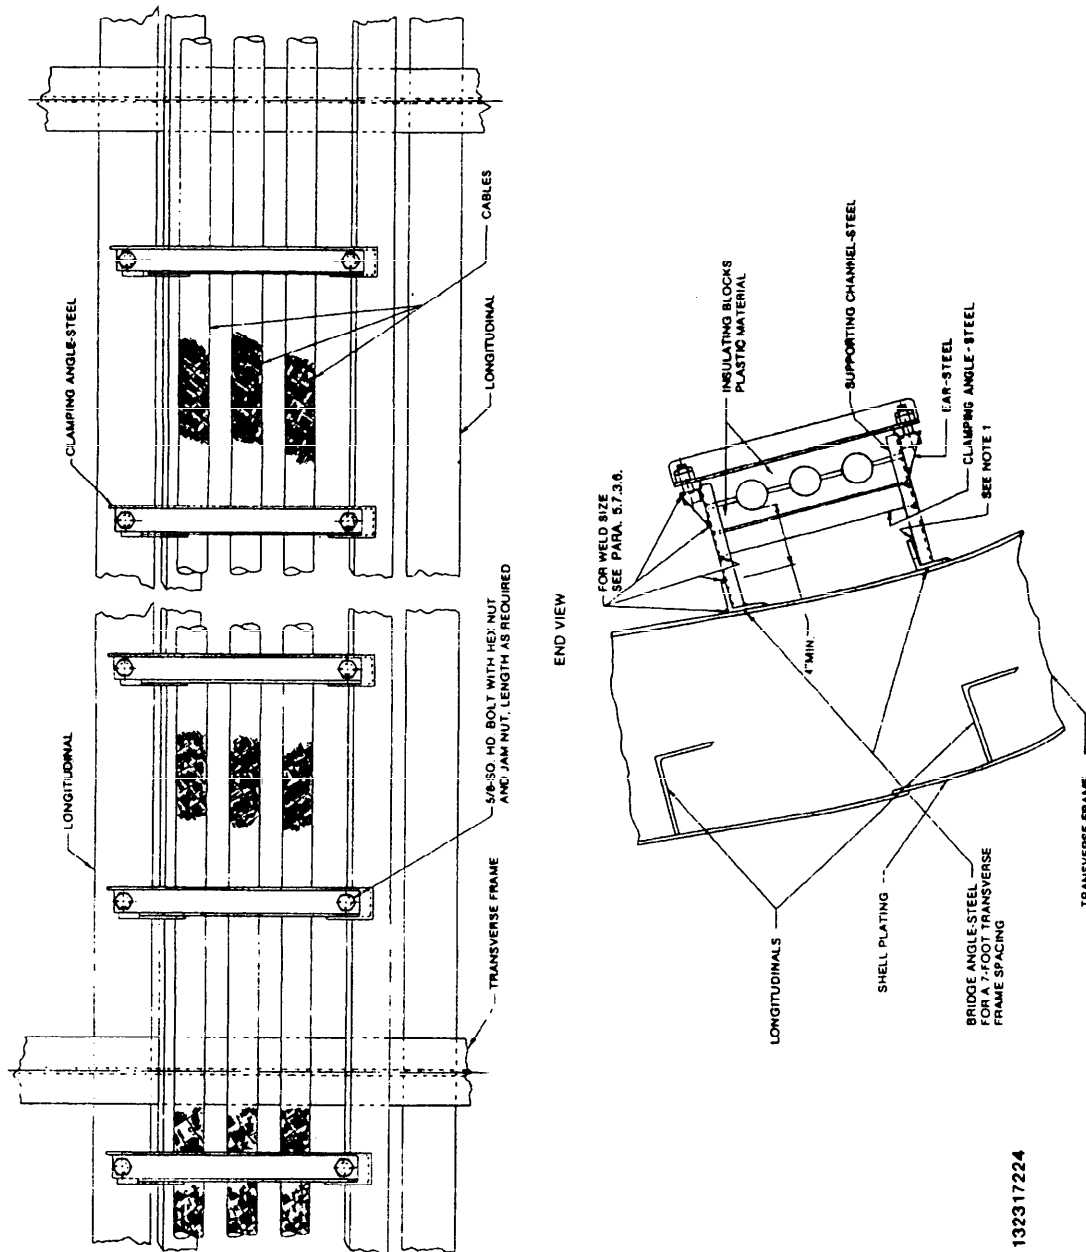 CLAMPING ANGLE-STEEL
CABLES
LONGITUDINAL
LONGITUDINAL
5/8-SQ. HD. BOLT WITH HEX NUT
AND JAM NUT, LENGTH AS REQUIRED
TRANSVERSE FRAME
END VIEW
FOR WELD SIZE
SEE PARA. 5.7.3.6.
INSULATING BLOCKS
PLASTIC MATERIAL
SUPPORTING CHANNEL-STEEL
EAR-STEEL
CLAMPING ANGLE-STEEL
SEE NOTE 1
4" MIN.
LONGITUDINALS
SHELL PLATING
BRIDGE ANGLE-STEEL
FOR A 7-FOOT TRANSVERSE
FRAME SPACING
TRANSVERSE FRAME
132317224